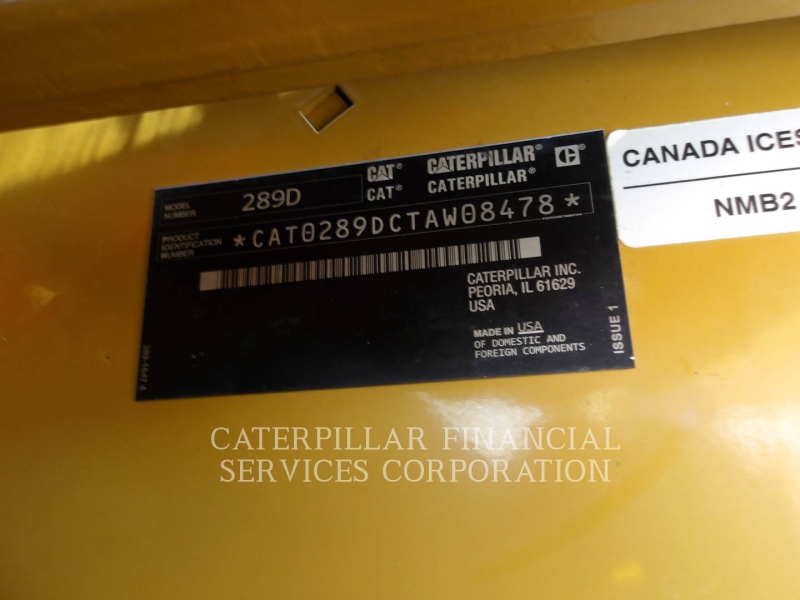 MODEL NUMBER 289D
CAT® CATERPILLAR® C®
CAT® CATERPILLAR®
PRODUCT IDENTIFICATION NUMBER *CAT0289DCTAW08478*
CATERPILLAR INC.
PEORIA, IL 61629
USA
MADE IN USA
OF DOMESTIC AND
FOREIGN COMPONENTS
ISSUE 1
CANADA ICES
NMB2
CATERPILLAR FINANCIAL
SERVICES CORPORATION